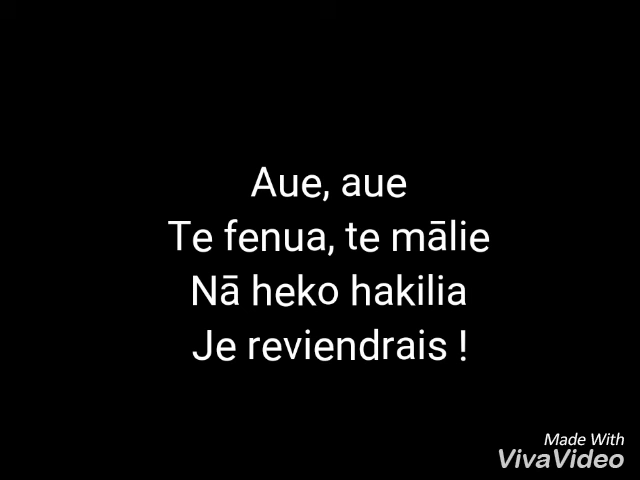 Aue, aue
Te fenua, te mālie
Nā heko hakilia
Je reviendrais !
Made With
VivaVideo